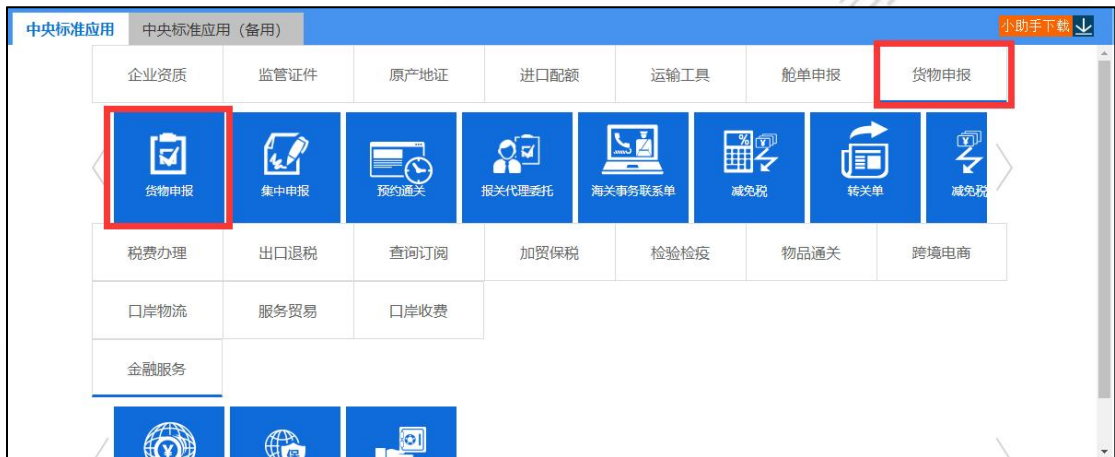 中央标准应用 中央标准应用（备用） 小助手下载
企业资质 监管证件 原产地证 进口配额 运输工具 舱单申报 货物申报
货物申报 集中申报 预约通关 报关代理委托 海关事务联系单 减免税 转关单 减免税
税费办理 出口退税 查询订阅 加贸保税 检验检疫 物品通关 跨境电商
口岸物流 服务贸易 口岸收费
金融服务